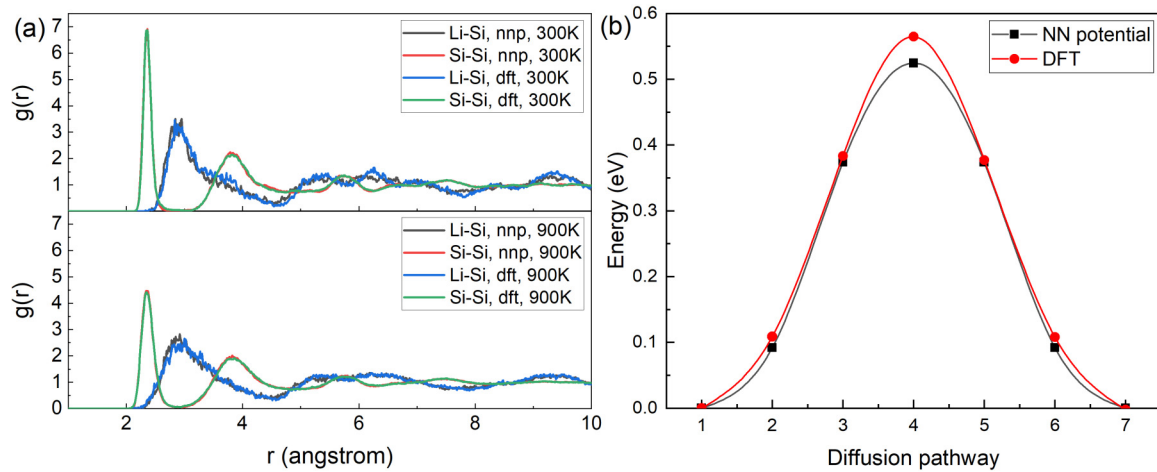 (a)
7
6
5
4
3
2
1
g(r)
Li-Si, nnp, 300K
Si-Si, nnp, 300K
Li-Si, dft, 300K
Si-Si, dft, 300K
7
6
5
4
3
2
1
0
g(r)
Li-Si, nnp, 900K
Si-Si, nnp, 900K
Li-Si, dft, 900K
Si-Si, dft, 900K
2 4 6 8 10
r (angstrom)
(b)
0.6
0.5
0.4
0.3
0.2
0.1
0.0
Energy (eV)
NN potential
DFT
1 2 3 4 5 6 7
Diffusion pathway